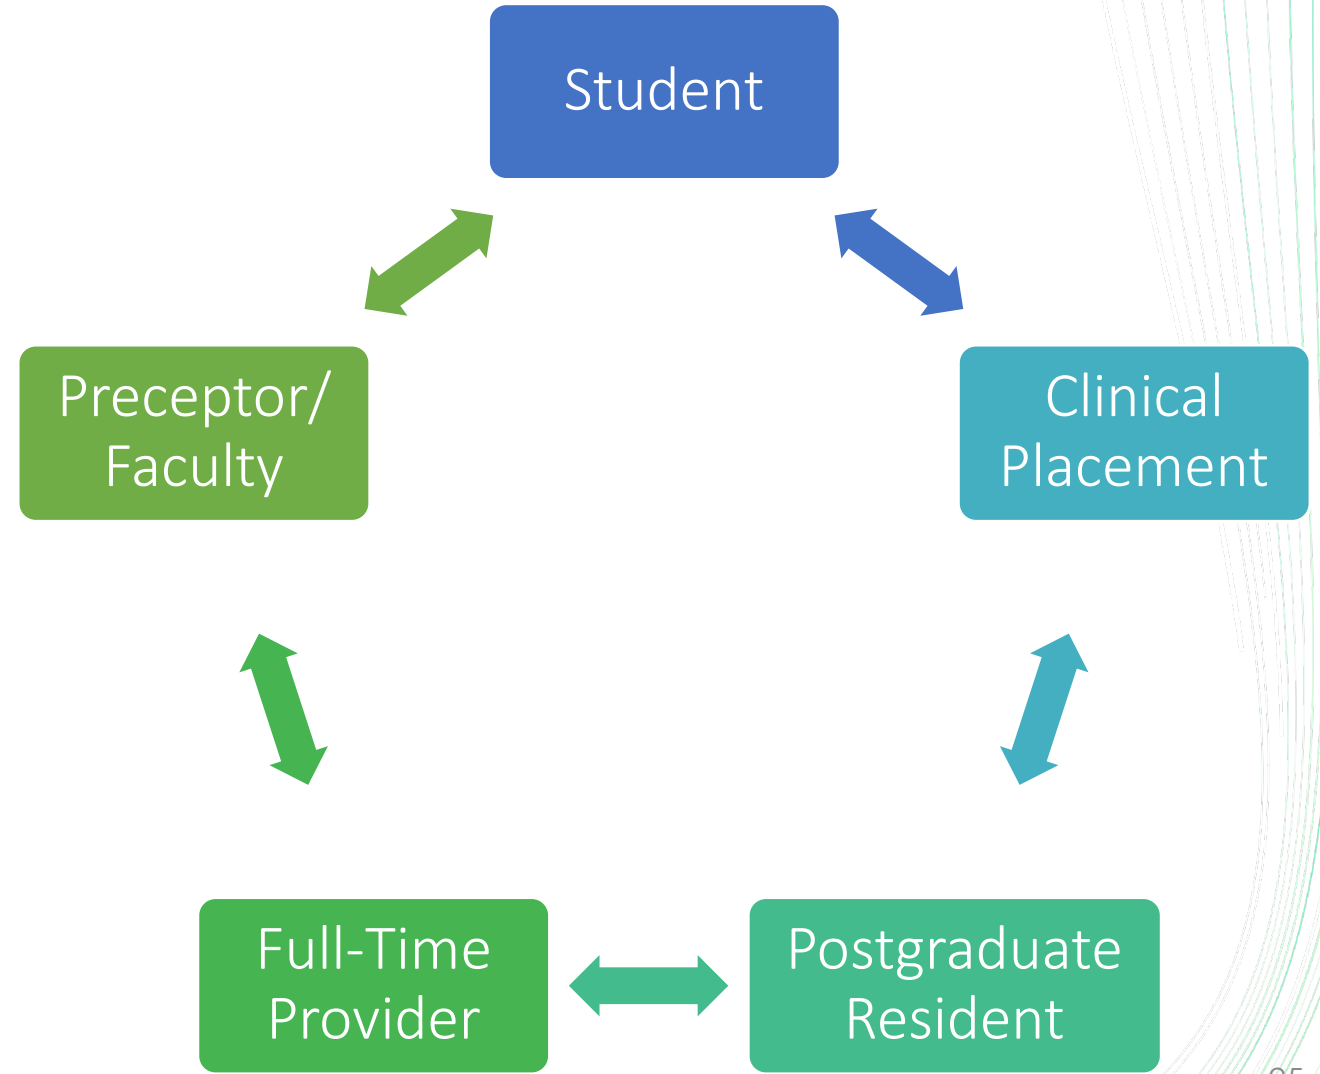 Student
Preceptor/
Faculty
Clinical
Placement
Full-Time
Provider
Postgraduate
Resident